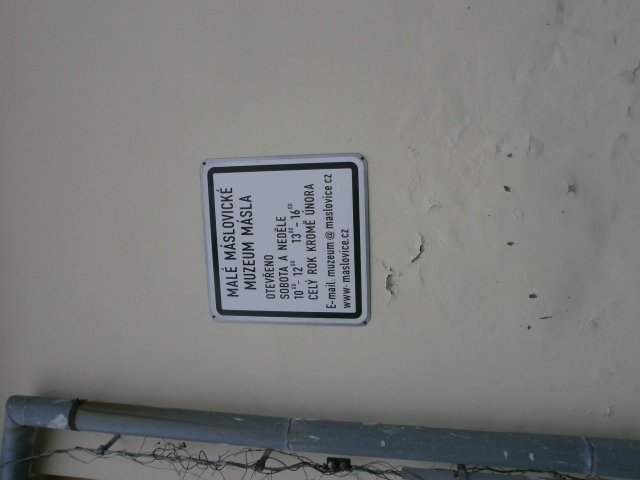 MALÉ MÁSLOVICKÉ
MUZEUM MÁSLA
OTEVŘENO
SOBOTA A NEDĚLE
10⁰⁰ - 12⁰⁰ 13⁰⁰ - 16⁰⁰
CELÝ ROK KROMĚ ÚNORA
E-mail muzeum @ maslovice cz
www.maslovice.cz